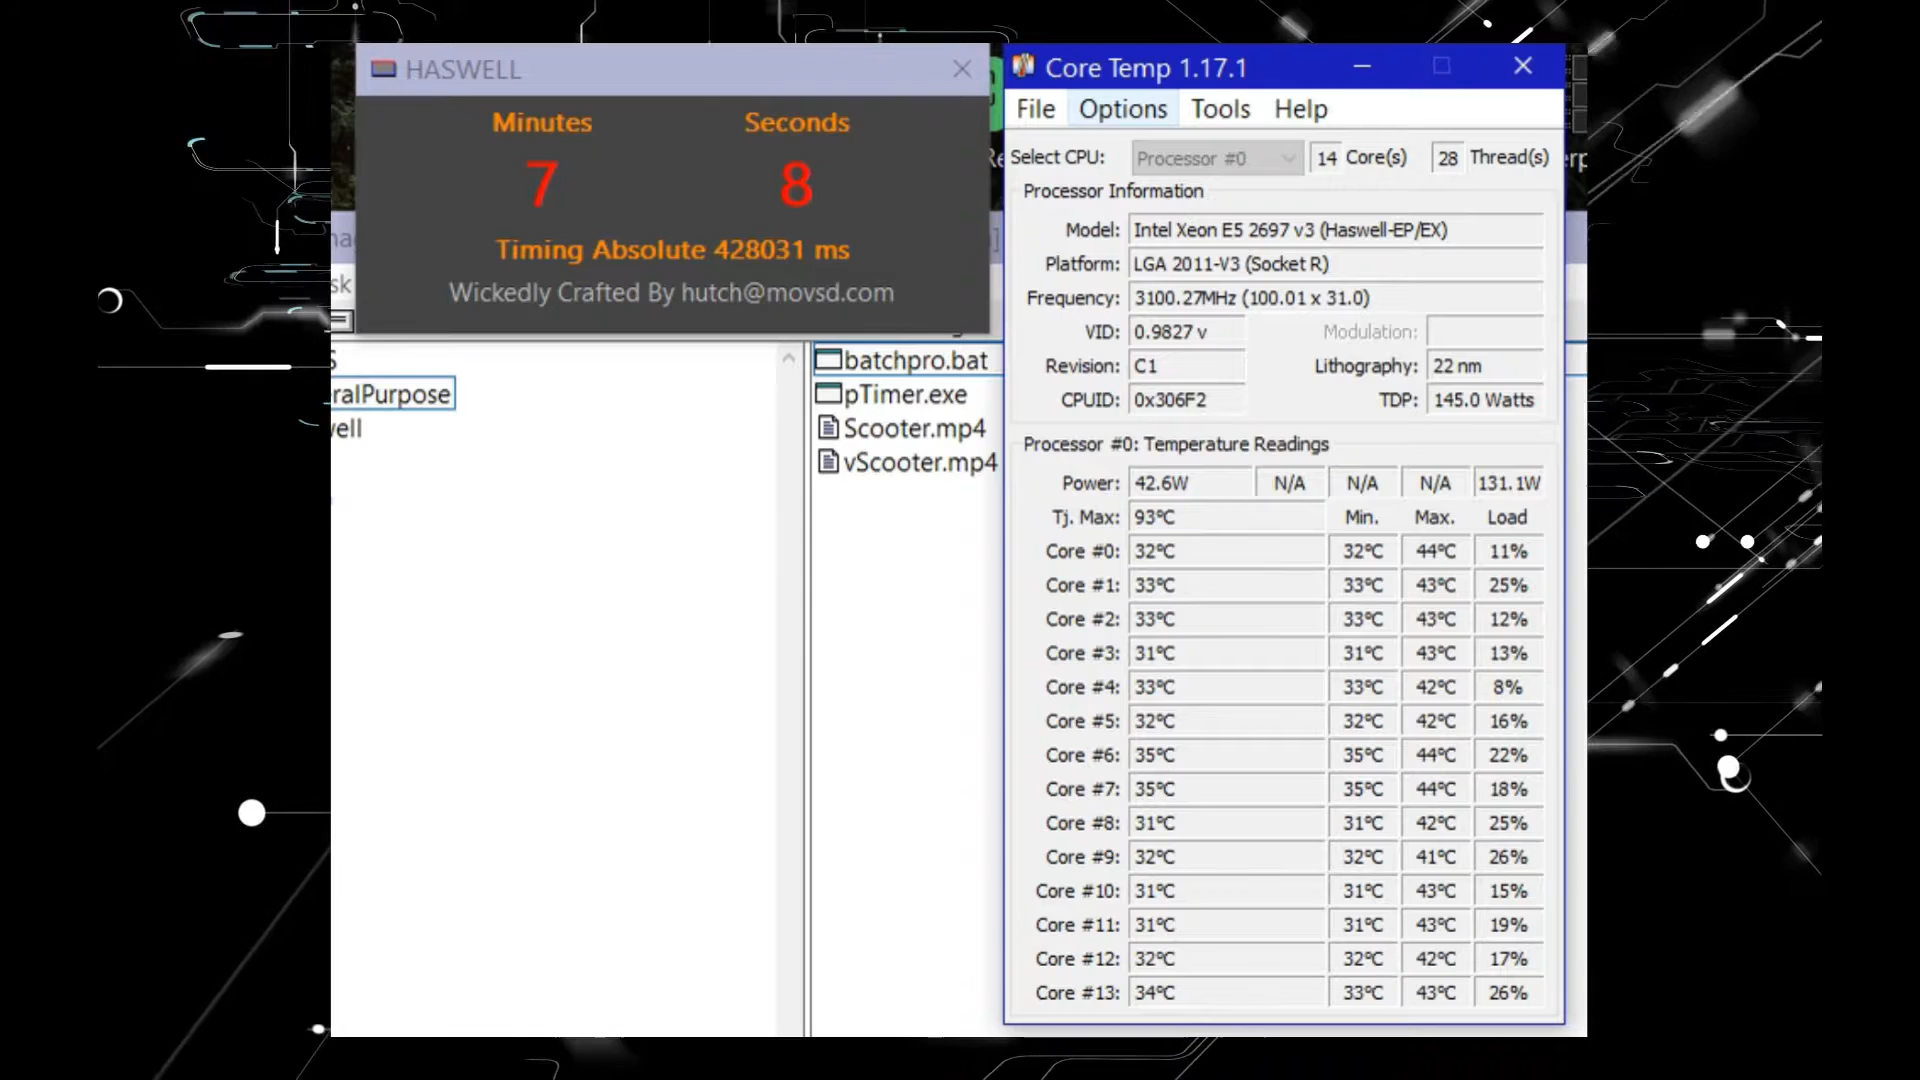 HASWELL
Minutes Seconds
7 8
Timing Absolute 428031 ms
Wickedly Crafted By hutch@movsd.com
sk
ralPurpose
batchpro.bat
pTimer.exe
Scooter.mp4
vScooter.mp4
Core Temp 1.17.1
File Options Tools Help
Select CPU: Processor #0 14 Core(s) 28 Thread(s)
Processor Information
Model: Intel Xeon E5 2697 v3 (Haswell-EP/EX)
Platform: LGA 2011-V3 (Socket R)
Frequency: 3100.27MHz (100.01 x 31.0)
VID: 0.9827 v Modulation:
Revision: C1 Lithography: 22 nm
CPUID: 0x306F2 TDP: 145.0 Watts
Processor #0: Temperature Readings
Power: 42.6W N/A N/A N/A 131.1W
Tj. Max: 93°C Min. Max. Load
Core #0: 32°C 32°C 44°C 11%
Core #1: 33°C 33°C 43°C 25%
Core #2: 33°C 33°C 43°C 12%
Core #3: 31°C 31°C 43°C 13%
Core #4: 33°C 33°C 42°C 8%
Core #5: 32°C 32°C 42°C 16%
Core #6: 35°C 35°C 44°C 22%
Core #7: 35°C 35°C 44°C 18%
Core #8: 31°C 31°C 42°C 25%
Core #9: 32°C 32°C 41°C 26%
Core #10: 31°C 31°C 43°C 15%
Core #11: 31°C 31°C 43°C 19%
Core #12: 32°C 32°C 42°C 17%
Core #13: 34°C 33°C 43°C 26%